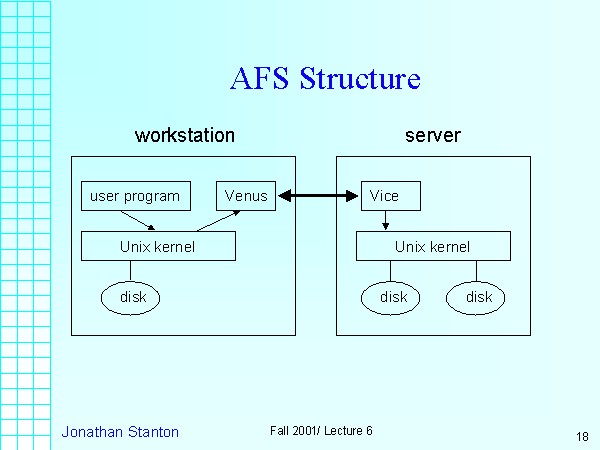 AFS Structure
workstation
server
user program
Venus
Vice
Unix kernel
Unix kernel
disk
disk
disk
Jonathan Stanton
Fall 2001/ Lecture 6
18